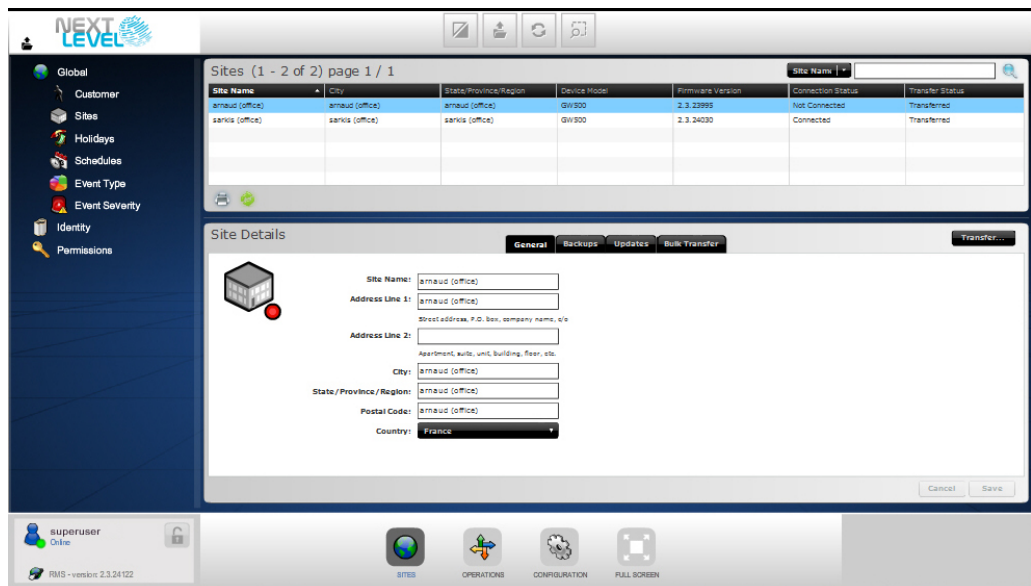 NEXT
LEVEL
Global
Customer
Sites
Holidays
Schedules
Event Type
Event Severity
Identity
Permissions
Sites (1 - 2 of 2) page 1 / 1
Site Name
Site Name City State/Province/Region Device Model Firmware Version Connection Status Transfer Status
arnaud (office) arnaud (office) arnaud (office) GW500 2.3.23995 Not Connected Transferred
sarkis (office) sarkis (office) sarkis (office) GW500 2.3.24030 Connected Transferred
Site Details
General Backups Updates Bulk Transfer
Transfer...
Site Name: arnaud (office)
Address Line 1: arnaud (office)
Street address, P.O. box, company name, c/o
Address Line 2:
Apartment, suite, unit, building, floor, etc.
City: arnaud (office)
State/Province/Region: arnaud (office)
Postal Code: arnaud (office)
Country: France
Cancel Save
superuser
Online
RMS - version: 2.3.24122
SITES OPERATIONS CONFIGURATION FULL SCREEN